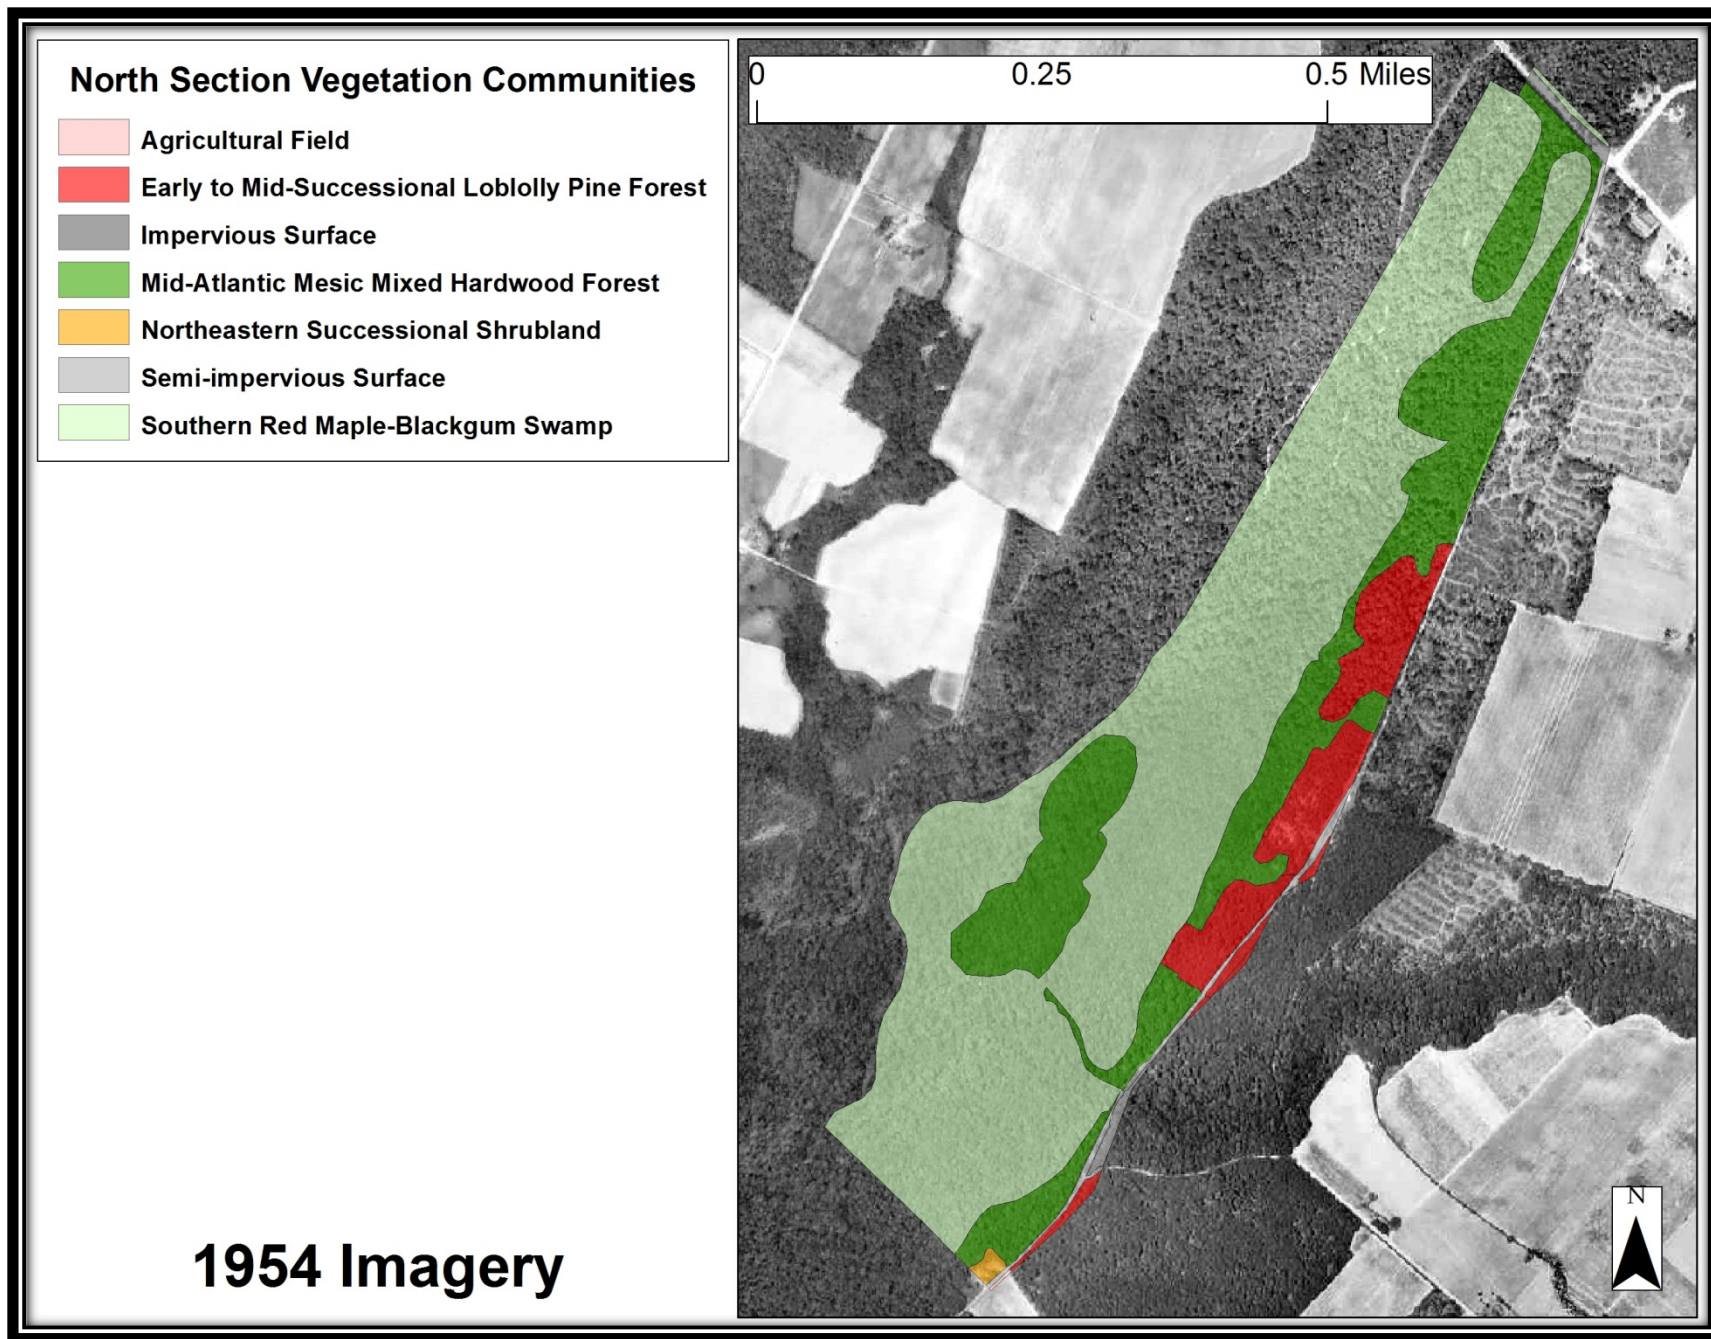 North Section Vegetation Communities
Agricultural Field
Early to Mid-Successional Loblolly Pine Forest
Impervious Surface
Mid-Atlantic Mesic Mixed Hardwood Forest
Northeastern Successional Shrubland
Semi-impervious Surface
Southern Red Maple-Blackgum Swamp
0 0.25 0.5 Miles
N
1954 Imagery